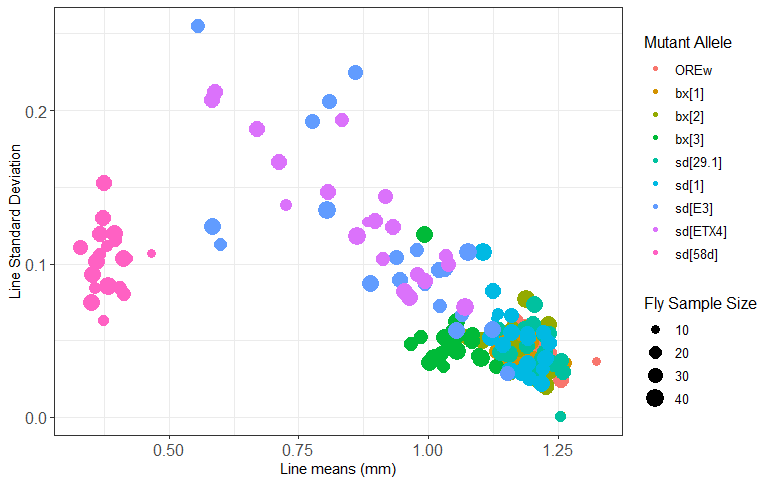 Line Standard Deviation
0.2
0.1
0.0
0.50
0.75
1.00
1.25
Line means (mm)
Mutant Allele
OREw
bx[1]
bx[2]
bx[3]
sd[29.1]
sd[1]
sd[E3]
sd[ETX4]
sd[58d]
Fly Sample Size
10
20
30
40